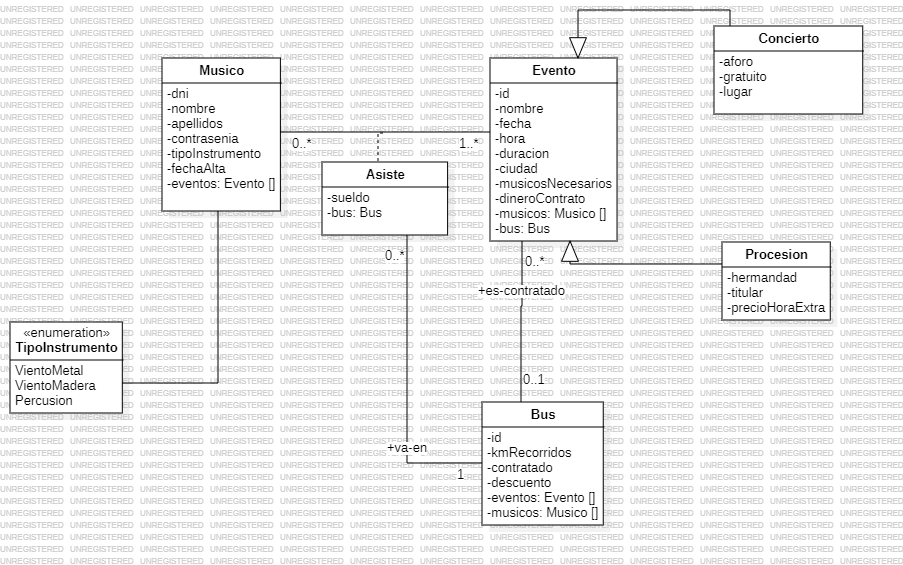 Concierto
-aforo
-gratuito
-lugar
Musico
-dni
-nombre
-apellidos
-contrasenia
-tipoInstrumento
-fechaAlta
-eventos: Evento []
Evento
-id
-nombre
-fecha
-hora
-duracion
-ciudad
-musicosNecesarios
-dineroContrato
-musicos: Musico []
-bus: Bus
0..*
1..*
Asiste
-sueldo
-bus: Bus
0..*
0..*
Procesion
-hermandad
-titular
-precioHoraExtra
+es-contratado
«enumeration»
TipoInstrumento
VientoMetal
VientoMadera
Percusion
0..1
Bus
-id
-kmRecorridos
-contratado
-descuento
-eventos: Evento []
-musicos: Musico []
+va-en
1
UNREGISTERED